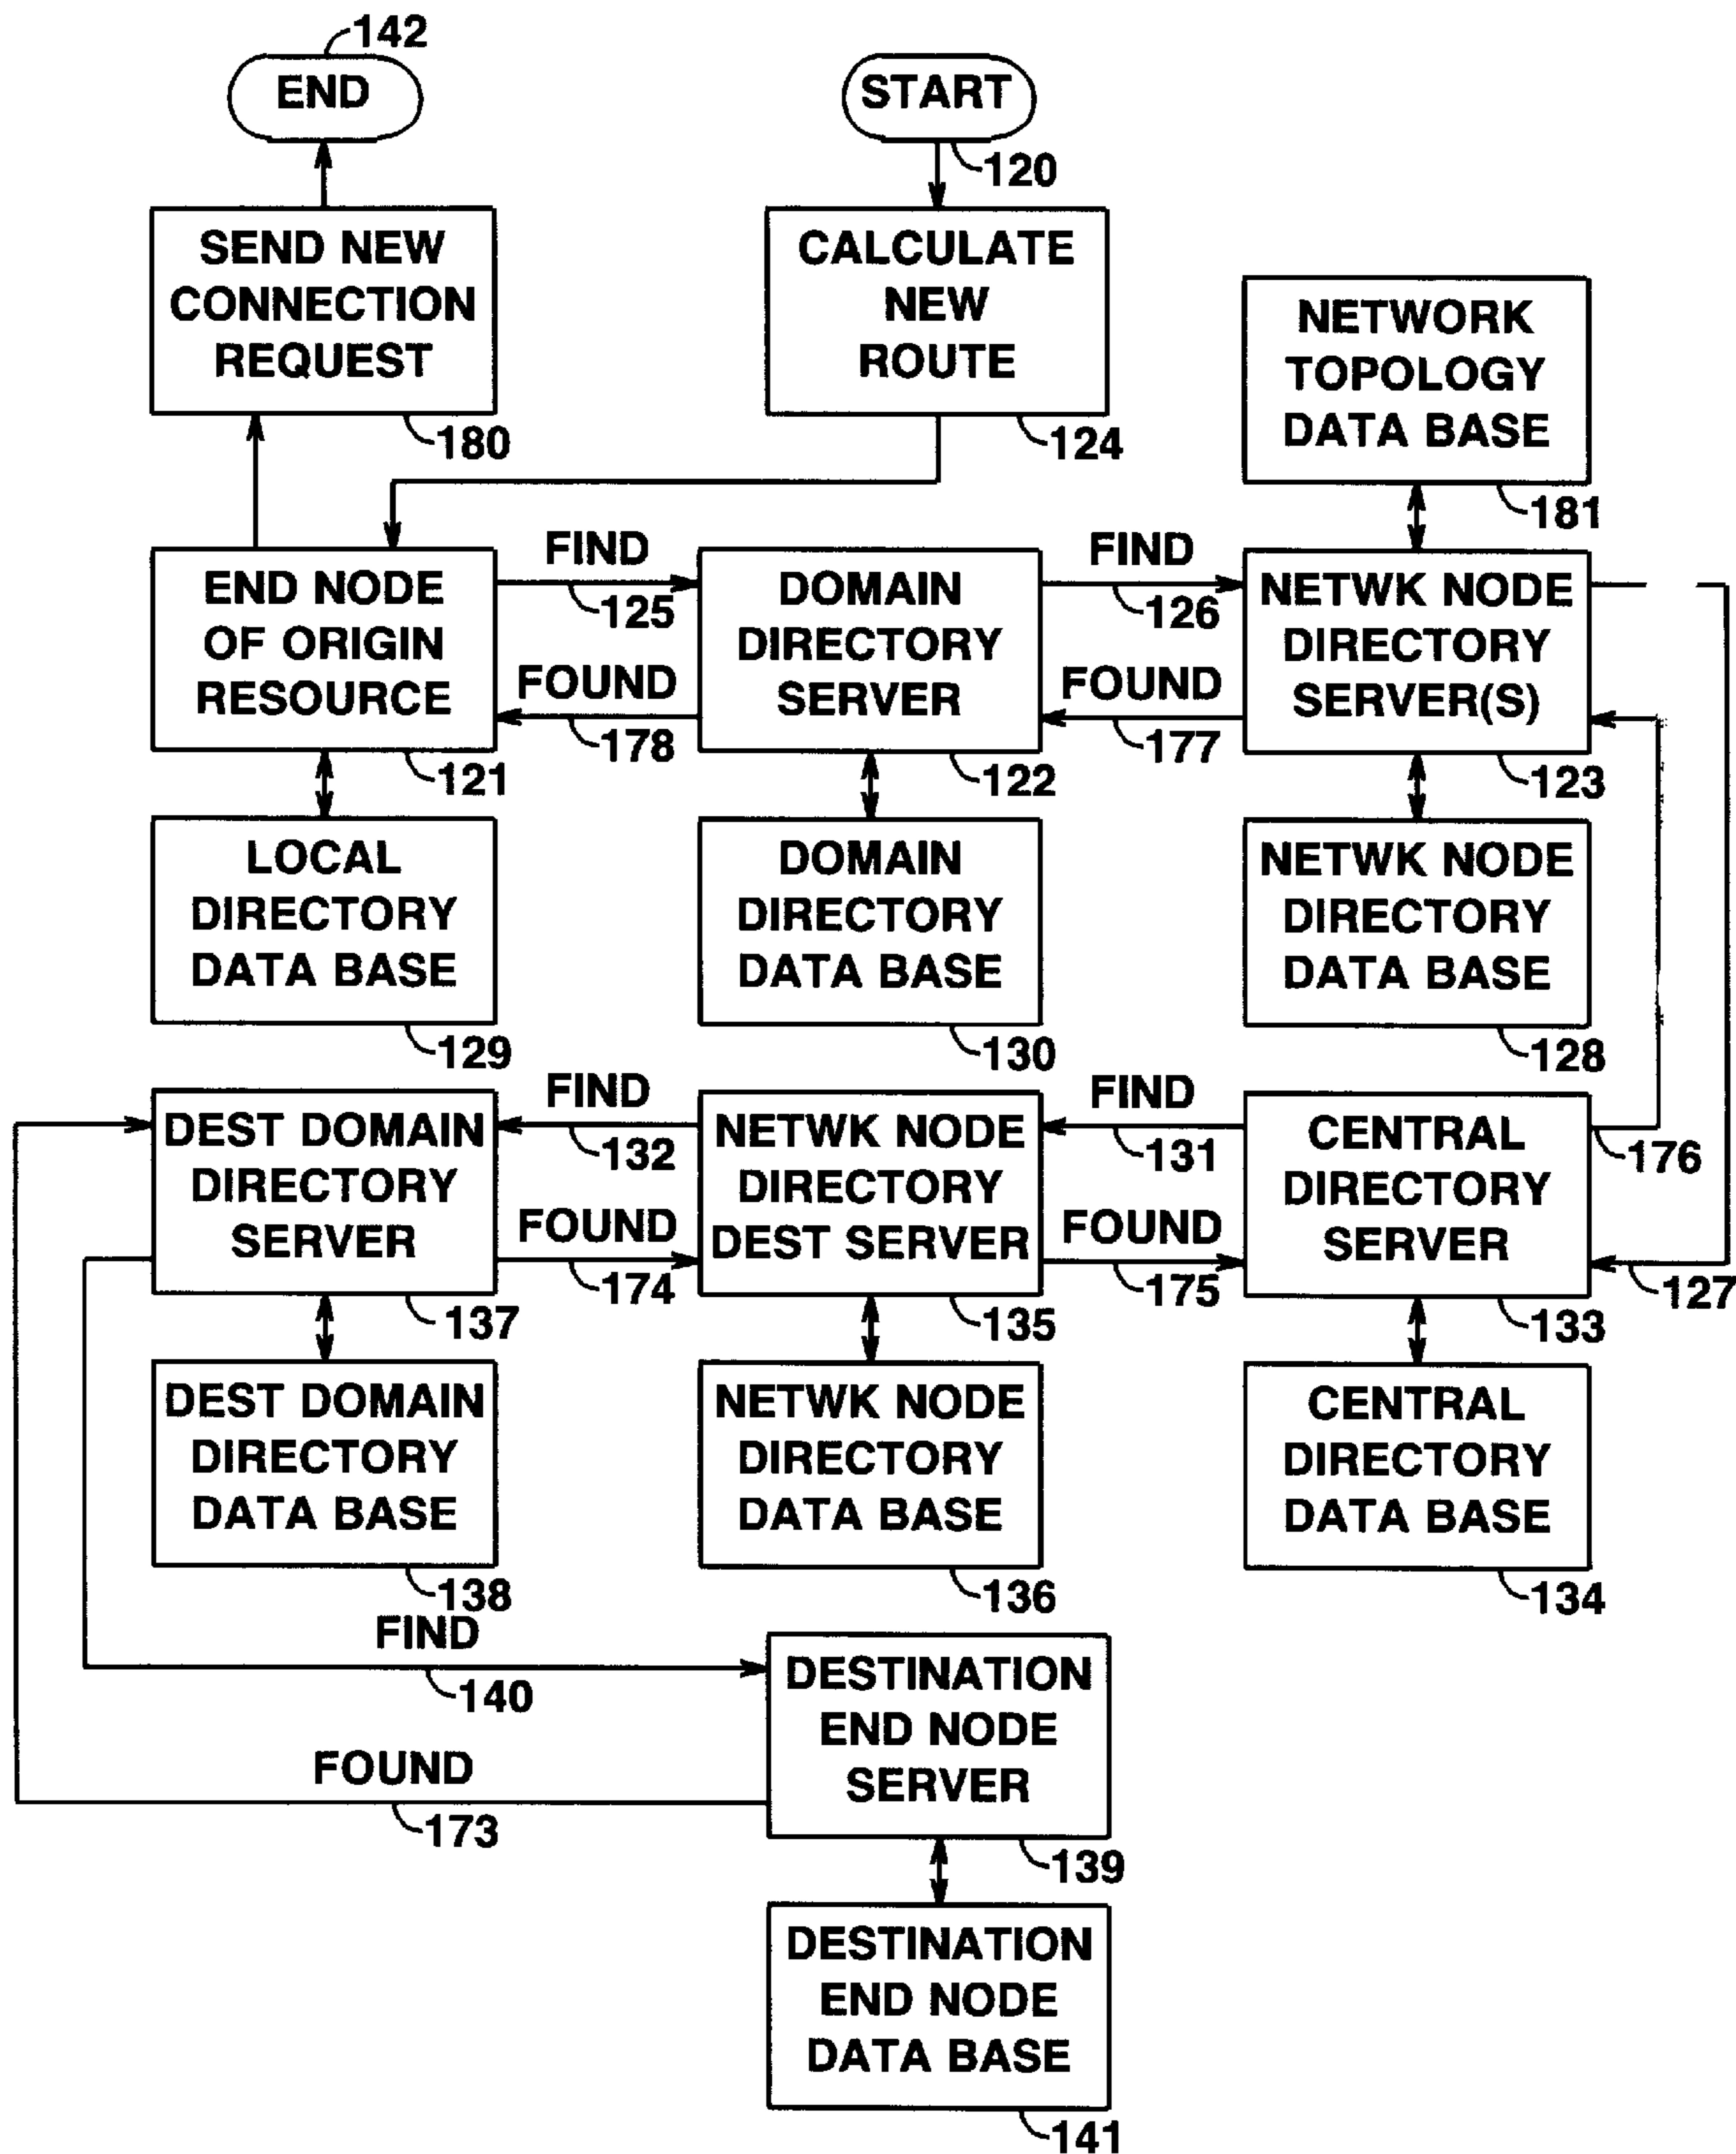 142
END
START
120
SEND NEW
CONNECTION
REQUEST
180
CALCULATE
NEW
ROUTE
124
NETWORK
TOPOLOGY
DATA BASE
181
END NODE
OF ORIGIN
RESOURCE
121
FIND
125
FOUND
178
DOMAIN
DIRECTORY
SERVER
122
FIND
126
FOUND
177
NETWK NODE
DIRECTORY
SERVER(S)
123
LOCAL
DIRECTORY
DATA BASE
129
DOMAIN
DIRECTORY
DATA BASE
130
NETWK NODE
DIRECTORY
DATA BASE
128
DEST DOMAIN
DIRECTORY
SERVER
137
FIND
132
FOUND
174
NETWK NODE
DIRECTORY
DEST SERVER
135
FIND
131
FOUND
175
CENTRAL
DIRECTORY
SERVER
133
176
127
DEST DOMAIN
DIRECTORY
DATA BASE
138
NETWK NODE
DIRECTORY
DATA BASE
136
CENTRAL
DIRECTORY
DATA BASE
134
FIND
140
FOUND
173
DESTINATION
END NODE
SERVER
139
DESTINATION
END NODE
DATA BASE
141